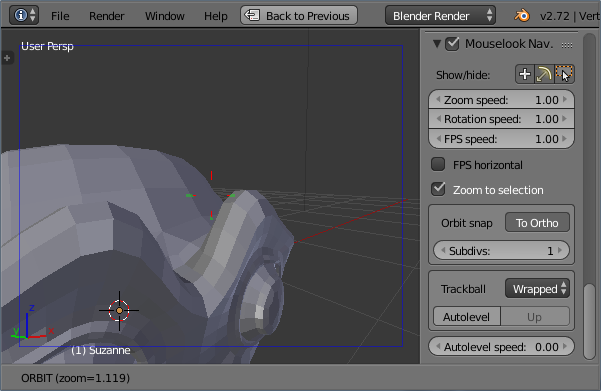 File Render Window Help Back to Previous Blender Render v2.72 | Vert
User Persp
Mouselook Nav.
Show/hide:
Zoom speed: 1.00
Rotation speed: 1.00
FPS speed: 1.00
FPS horizontal
Zoom to selection
Orbit snap To Ortho
Subdivs: 1
Trackball Wrapped
Autolevel Up
Autolevel speed: 0.00
z
y x
(1) Suzanne
ORBIT (zoom=1.119)